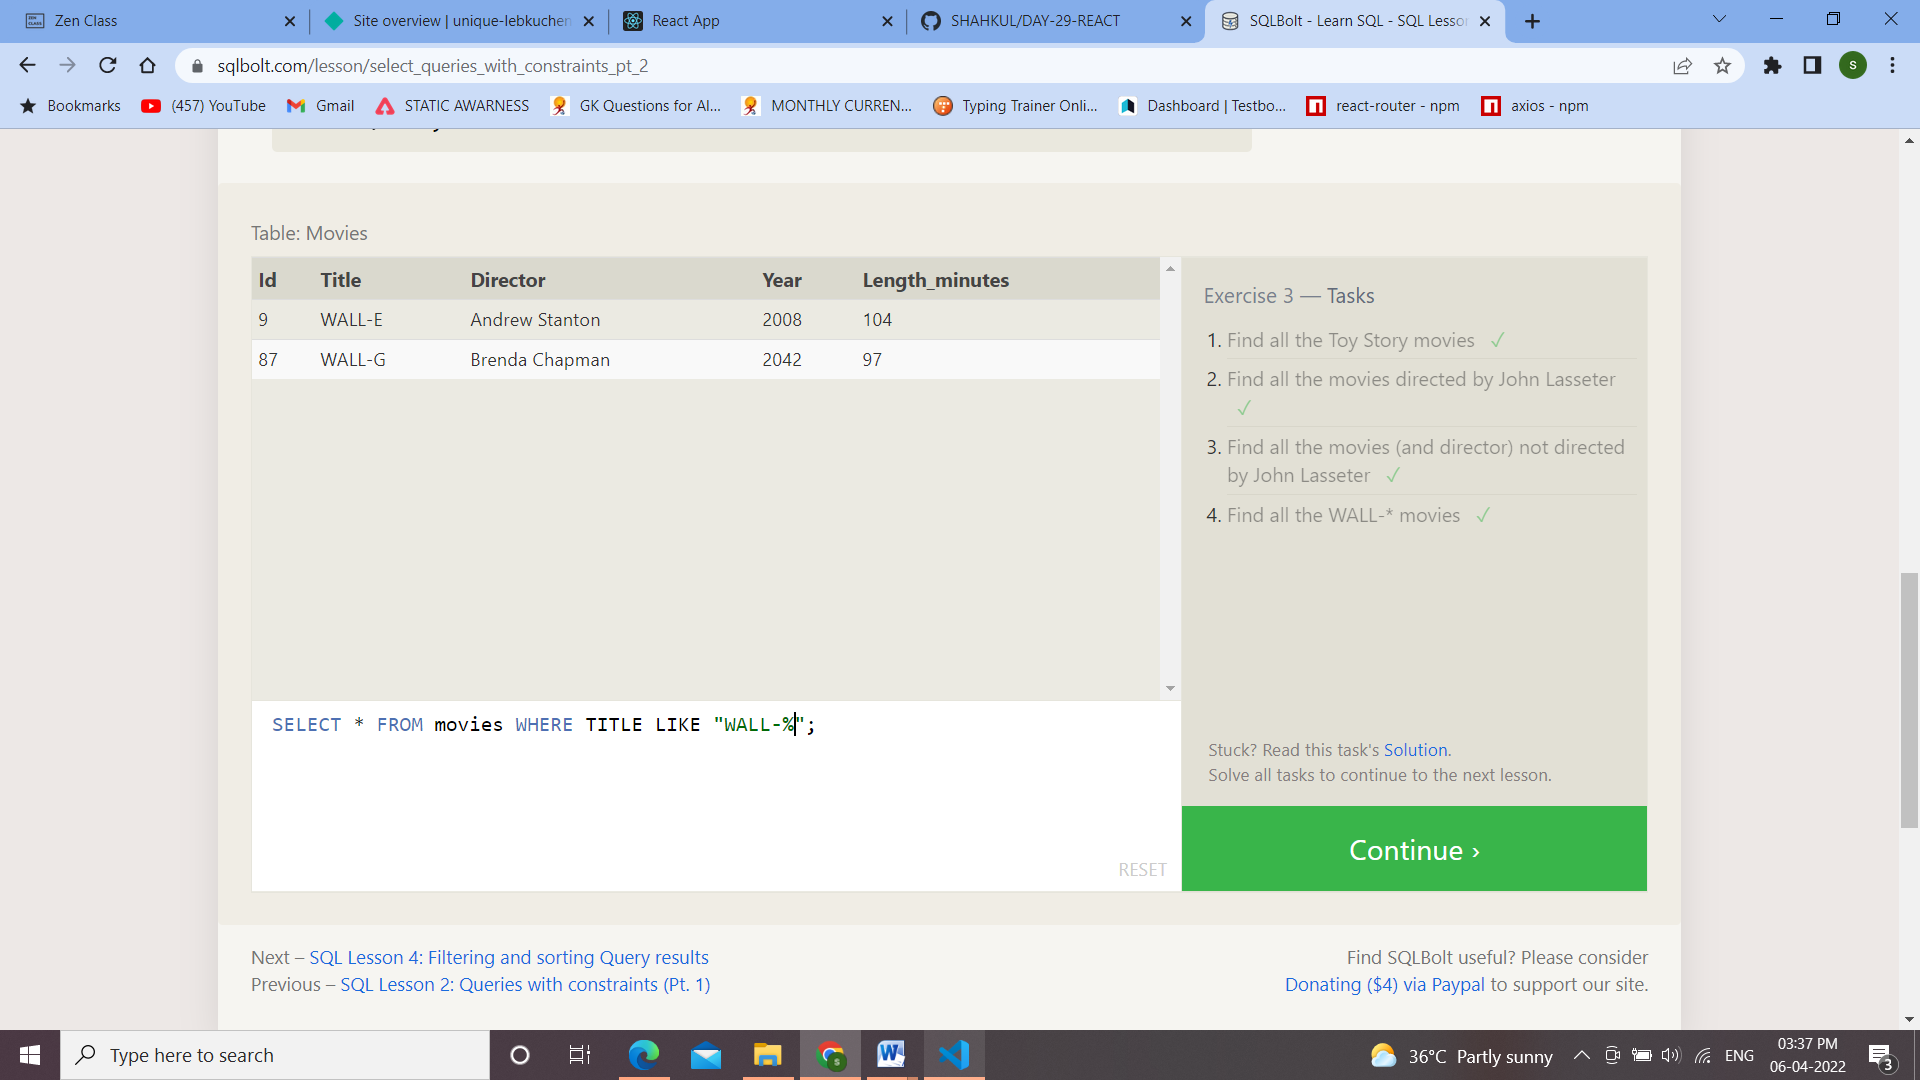 Zen Class
Site overview | unique-lebkuchen
React App
SHAHKUL/DAY-29-REACT
SQLBolt - Learn SQL - SQL Lesson
sqlbolt.com/lesson/select_queries_with_constraints_pt_2
S
Bookmarks
(457) YouTube
Gmail
STATIC AWARNESS
GK Questions for Al...
MONTHLY CURREN...
Typing Trainer Onli...
Dashboard | Testbo...
react-router - npm
axios - npm
Table: Movies
Id Title Director Year Length_minutes
9 WALL-E Andrew Stanton 2008 104
87 WALL-G Brenda Chapman 2042 97
SELECT * FROM movies WHERE TITLE LIKE "WALL-%";
RESET
Exercise 3 — Tasks
1. Find all the Toy Story movies ✓
2. Find all the movies directed by John Lasseter
✓
3. Find all the movies (and director) not directed
by John Lasseter ✓
4. Find all the WALL-* movies ✓
Stuck? Read this task's Solution.
Solve all tasks to continue to the next lesson.
Continue ›
Next – SQL Lesson 4: Filtering and sorting Query results
Previous – SQL Lesson 2: Queries with constraints (Pt. 1)
Find SQLBolt useful? Please consider
Donating ($4) via Paypal to support our site.
Type here to search
36°C Partly sunny
ENG
03:37 PM
06-04-2022
3